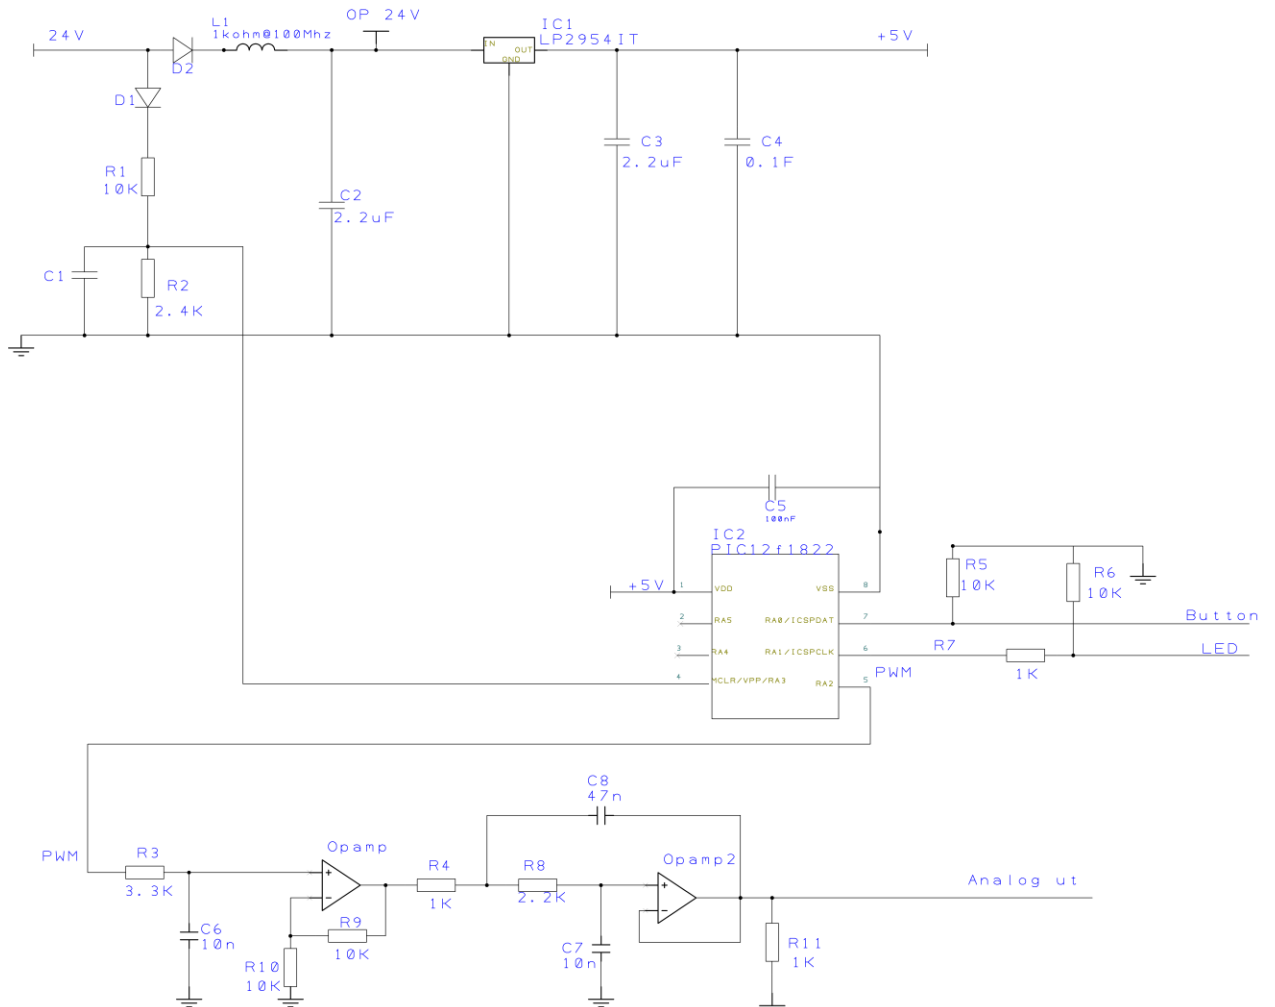 OP 24V
L1
1kohm@100Mhz
24V
IC1
LP2954IT
+5V
IN
OUT
GND
D2
D1
R1
10K
C3
2.2uF
C4
0.1F
C2
2.2uF
C1
R2
2.4K
C5
100nF
IC2
PIC12f1822
+5V
1
VDD
VSS
8
2
RA5
RA0/ICSPDAT
7
3
RA4
RA1/ICSPCLK
6
4
MCLR/VPP/RA3
RA2
5
PWM
R5
10K
R6
10K
Button
R7
1K
LED
C8
47n
PWM
R3
3.3K
Opamp
+
-
R4
1K
R8
2.2K
Opamp2
+
-
Analog ut
C6
10n
R9
10K
R10
10K
C7
10n
R11
1K